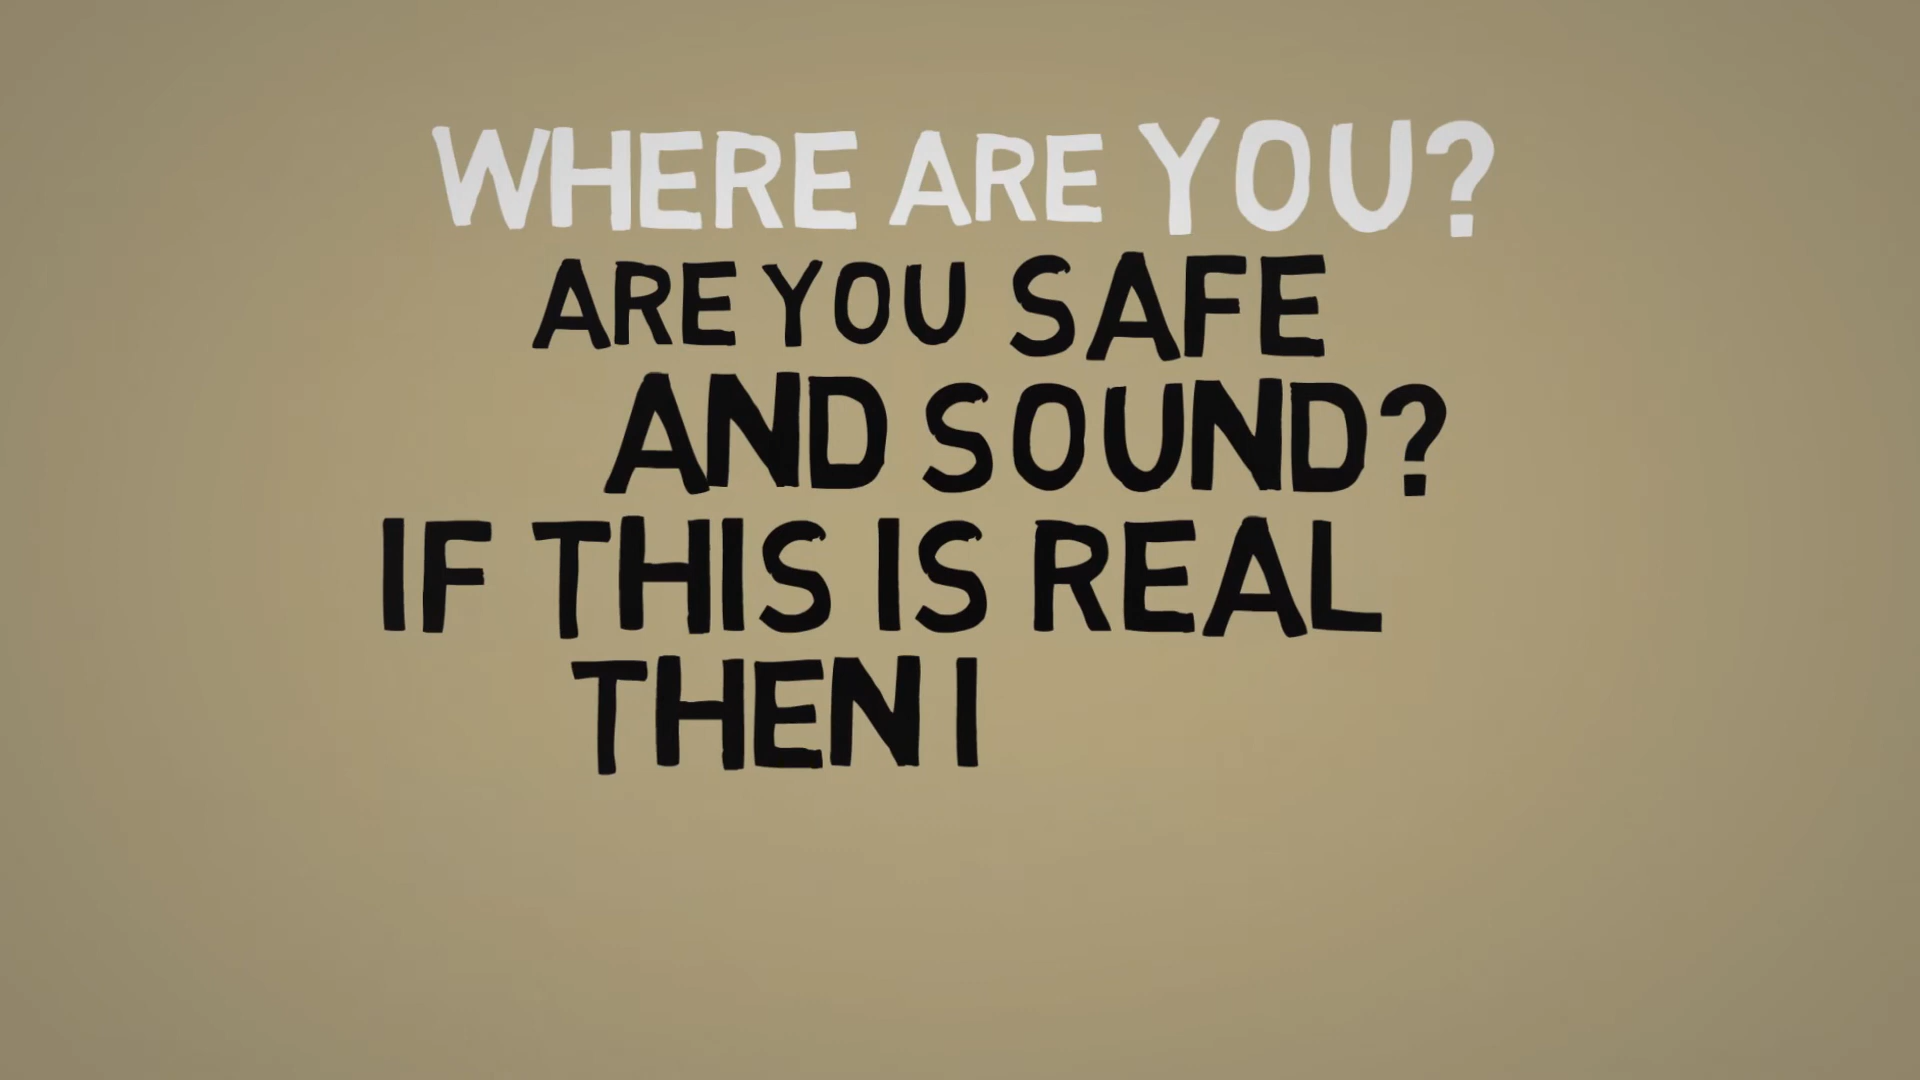 WHERE ARE YOU?
ARE YOU SAFE
AND SOUND?
IF THIS IS REAL
THEN I